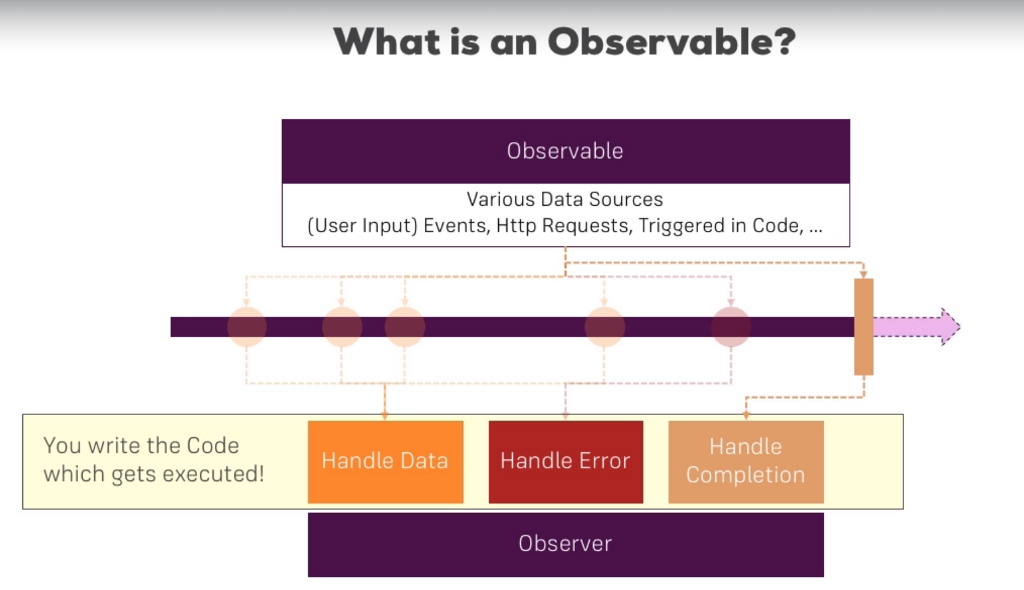 What is an Observable?
Observable
Various Data Sources
(User Input) Events, Http Requests, Triggered in Code, ...
You write the Code
which gets executed!
Handle Data
Handle Error
Handle
Completion
Observer